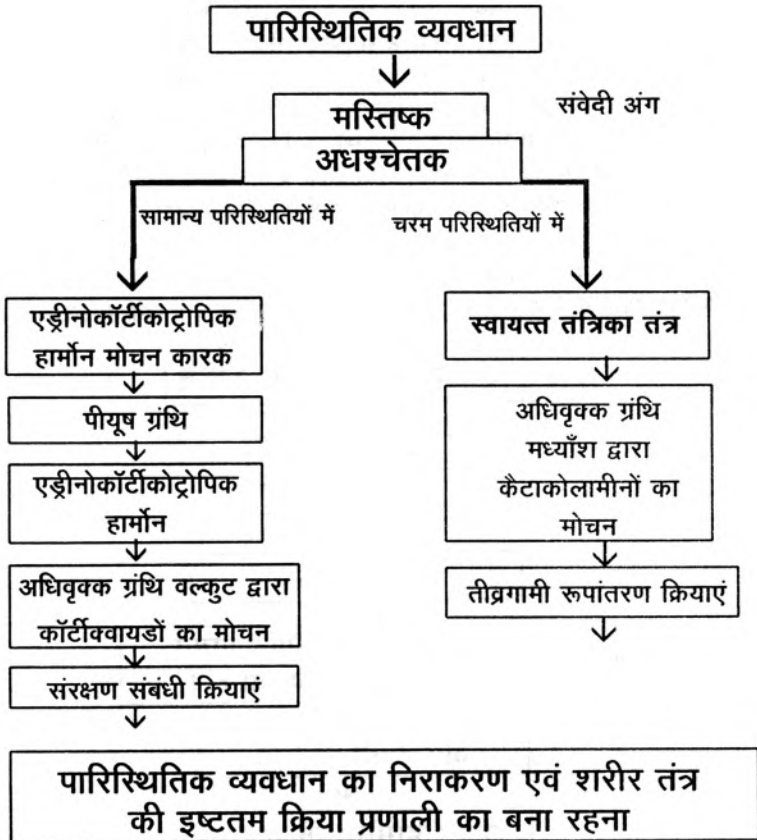 पारिस्थितिक व्यवधान
मस्तिष्क
संवेदी अंग
अधश्चेतक
सामान्य परिस्थितियों में
चरम परिस्थितियों में
एड्रीनोकॉर्टीकोट्रोपिक
हार्मोन मोचन कारक
पीयूष ग्रंथि
एड्रीनोकॉर्टीकोट्रोपिक
हार्मोन
अधिवृक्क ग्रंथि वल्कुट द्वारा
कॉर्टीक्वायडों का मोचन
संरक्षण संबंधी क्रियाएं
स्वायत्त तंत्रिका तंत्र
अधिवृक्क ग्रंथि
मध्याँश द्वारा
कैटाकोलामीनों का
मोचन
तीव्रगामी रूपांतरण क्रियाएं
पारिस्थितिक व्यवधान का निराकरण एवं शरीर तंत्र
की इष्टतम क्रिया प्रणाली का बना रहना